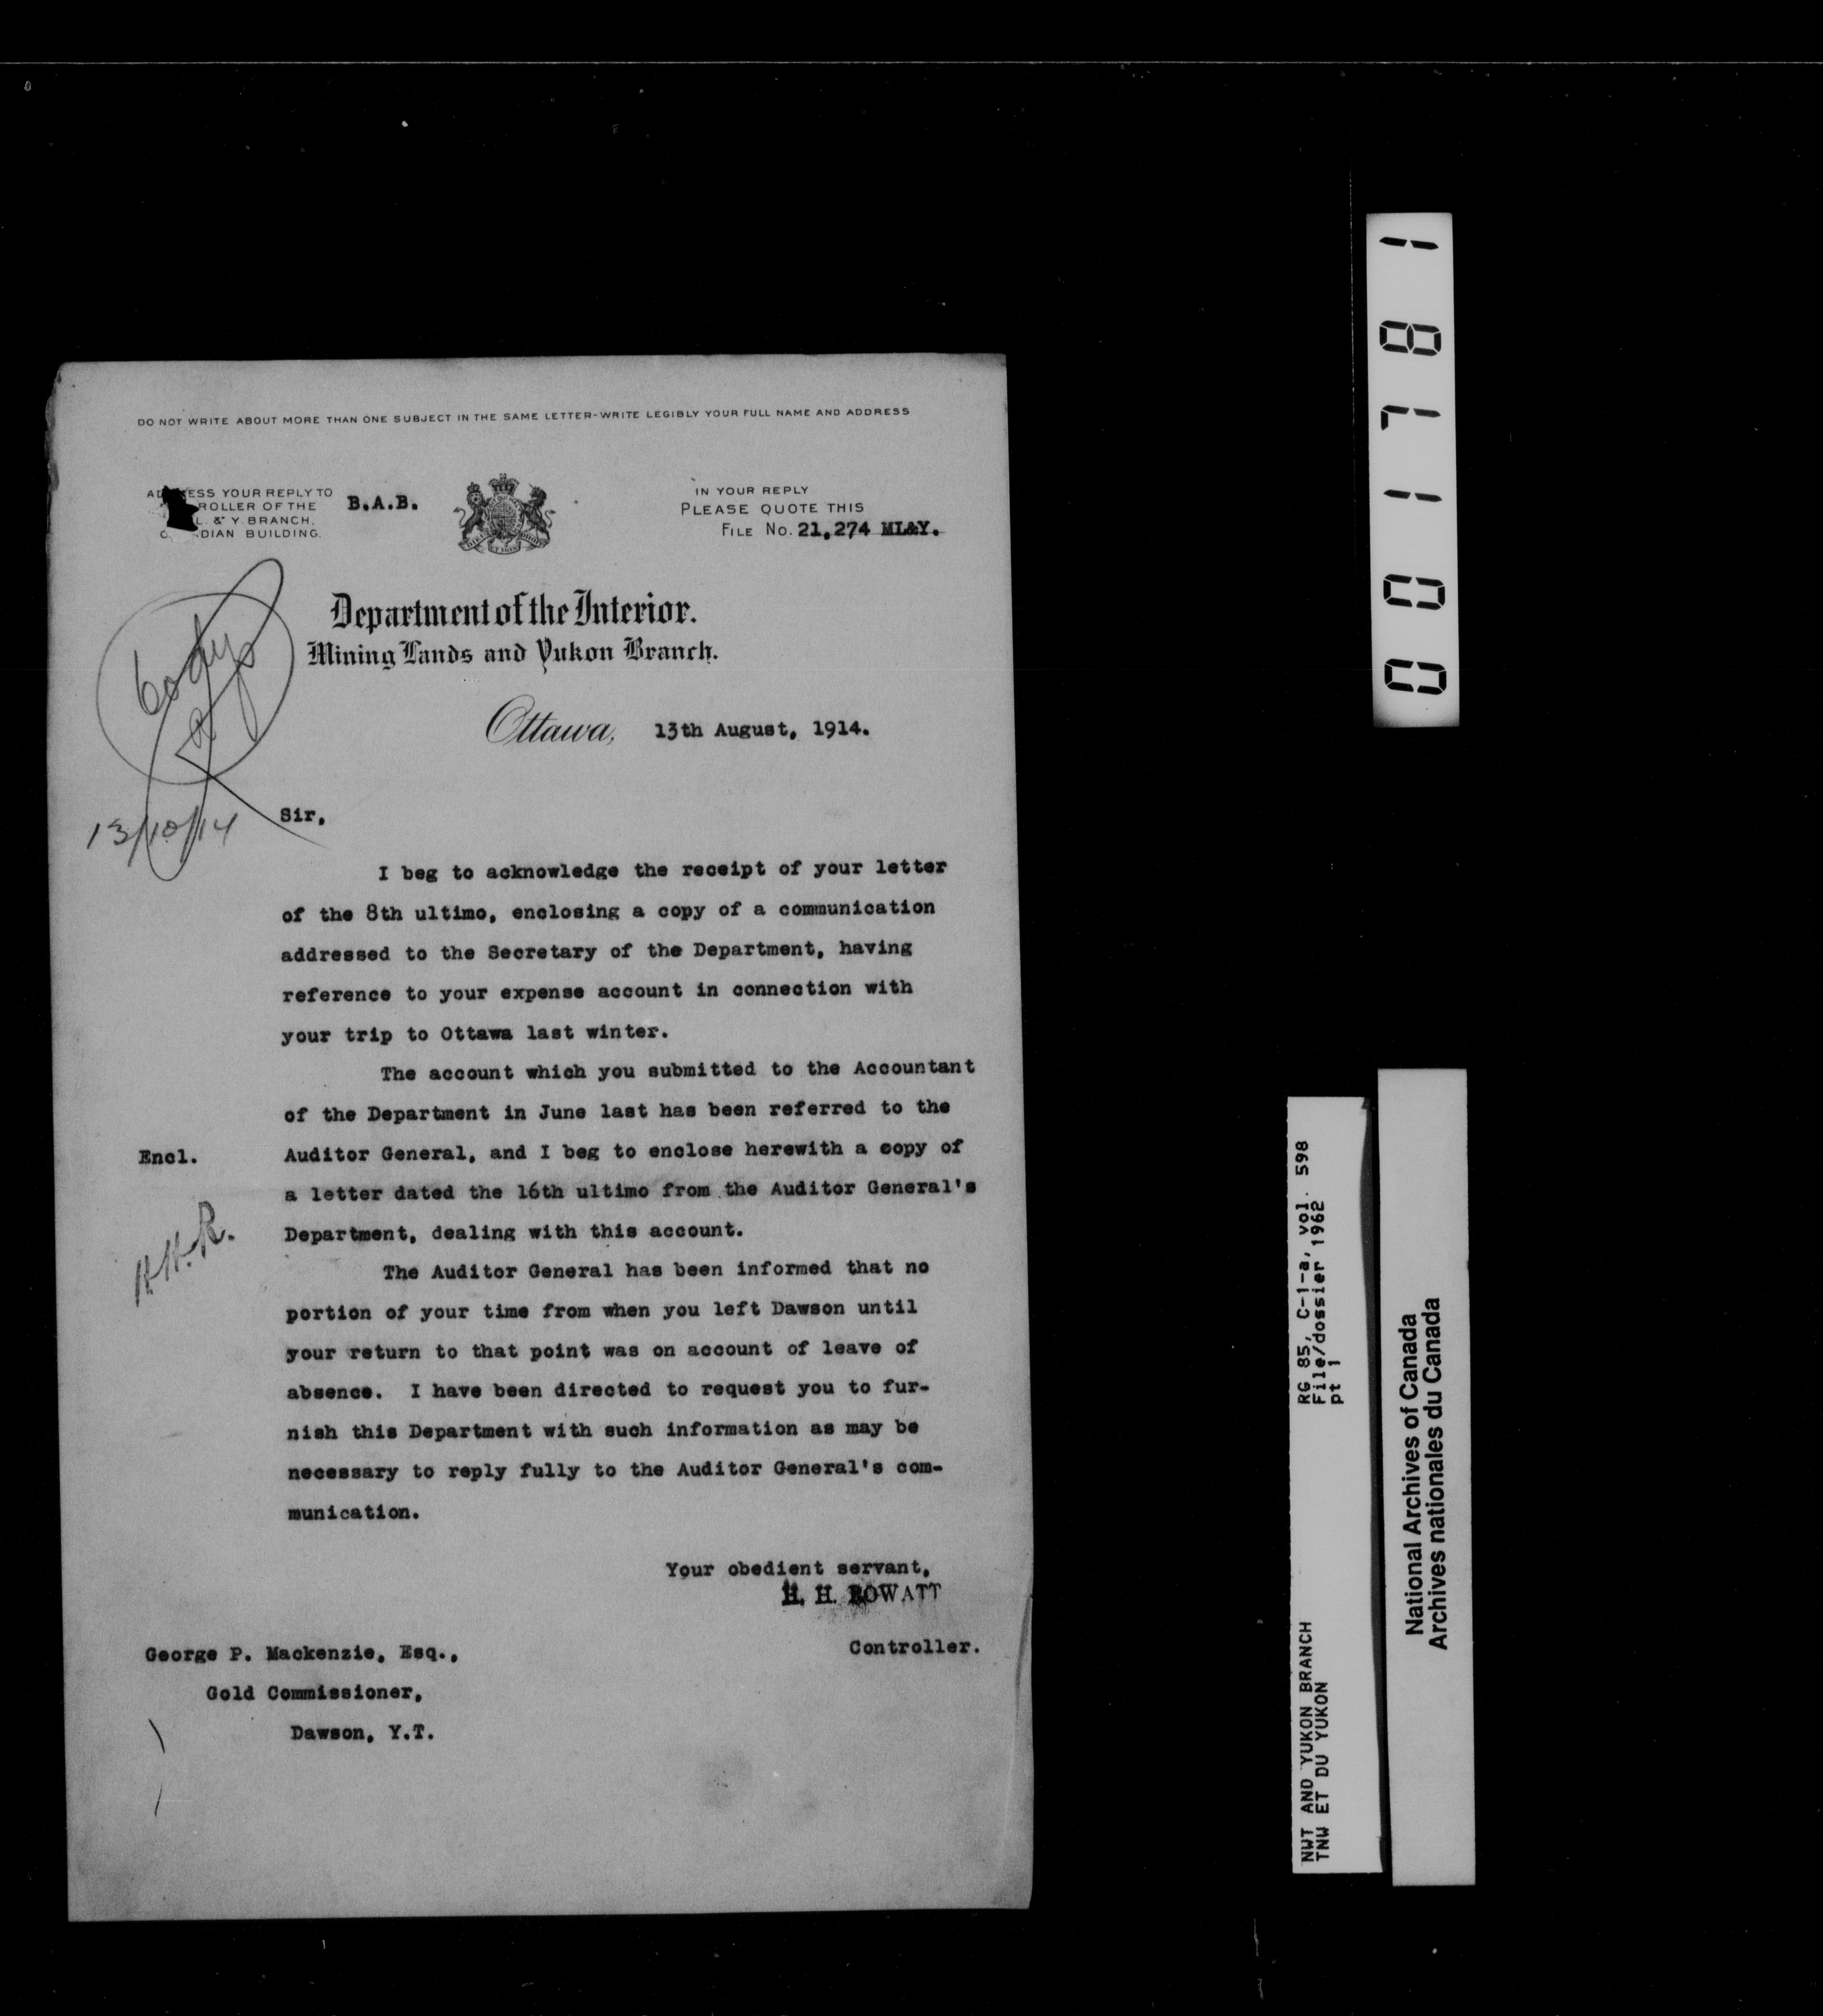 DO NOT WRITE ABOUT MORE THAN ONE SUBJECT IN THE SAME LETTER-WRITE LEGIBLY YOUR FULL NAME AND ADDRESS
ESS YOUR REPLY TO
ROLLER OF THE
L. & Y. BRANCH,
DIAN BUILDING.
B.A.B.
IN YOUR REPLY
PLEASE QUOTE THIS
FILE No. 21,274 ML&Y.
Department of the Interior.
Mining Lands and Yukon Branch.
Ottawa, 13th August, 1914.
13/10/14
Sir,
I beg to acknowledge the receipt of your letter
of the 8th ultimo, enclosing a copy of a communication
addressed to the Secretary of the Department, having
reference to your expense account in connection with
your trip to Ottawa last winter.
The account which you submitted to the Accountant
of the Department in June last has been referred to the
Encl. Auditor General, and I beg to enclose herewith a copy of
a letter dated the 16th ultimo from the Auditor General's
Department, dealing with this account.
H.H.R.
The Auditor General has been informed that no
portion of your time from when you left Dawson until
your return to that point was on account of leave of
absence. I have been directed to request you to fur-
nish this Department with such information as may be
necessary to reply fully to the Auditor General's com-
munication.
Your obedient servant,
H. H. ROWATT
Controller.
George P. Mackenzie, Esq.,
Gold Commissioner,
Dawson, Y.T.
001781
NWT AND YUKON BRANCH RG 85, C-1-a, vol. 598
TNW ET DU YUKON File/dossier 1962
pt 1
National Archives of Canada
Archives nationales du Canada